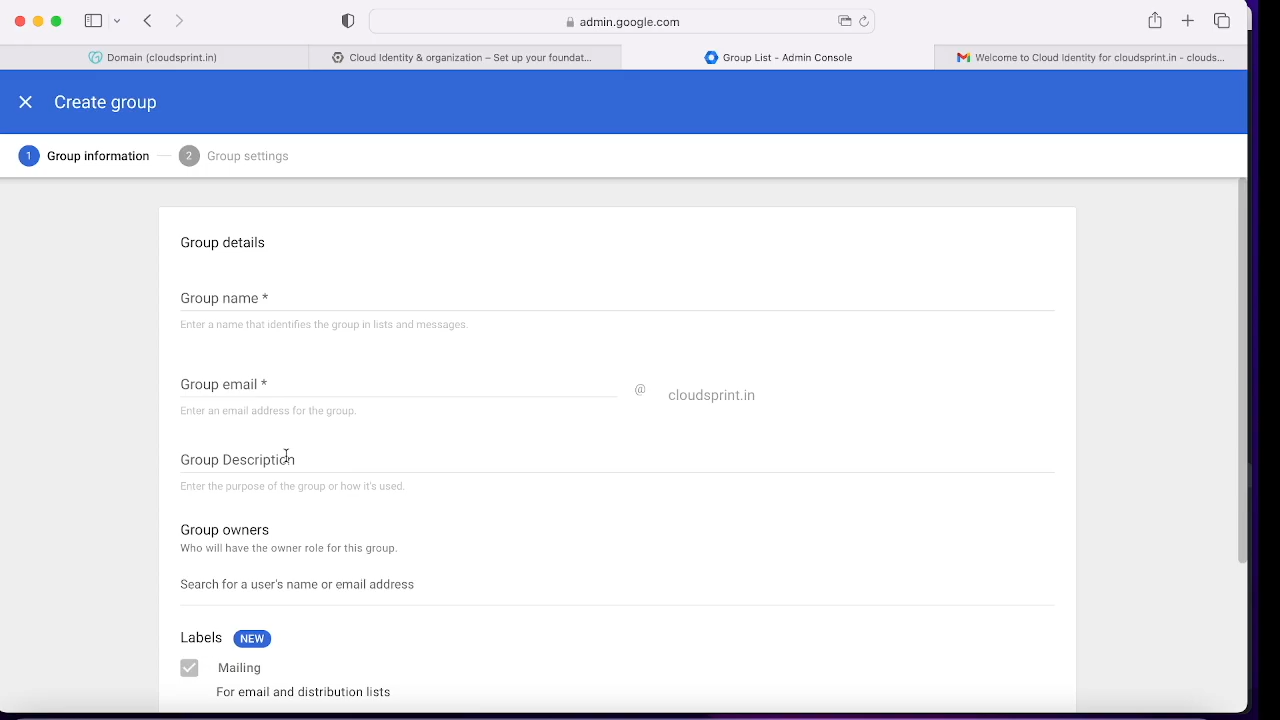 admin.google.com
Domain (cloudsprint.in)
Cloud Identity & organization – Set up your foundat...
Group List - Admin Console
Welcome to Cloud Identity for cloudsprint.in - clouds...
Create group
1 Group information
2 Group settings
Group details
Group name *
Enter a name that identifies the group in lists and messages.
Group email *
@ cloudsprint.in
Enter an email address for the group.
Group Description
Enter the purpose of the group or how it's used.
Group owners
Who will have the owner role for this group.
Search for a user's name or email address
Labels NEW
Mailing
For email and distribution lists